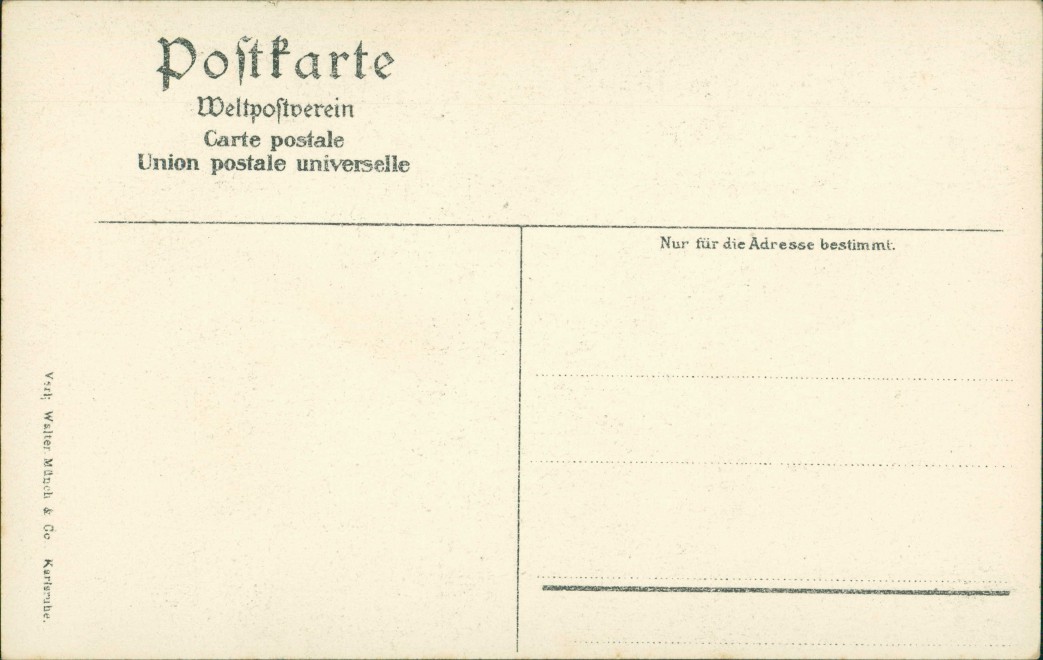 Poſtkarte
Weltpoſtverein
Carte postale
Union postale universelle
Nur für die Adresse bestimmt.
Verl; Walter Münch & Co Karlsruhe.